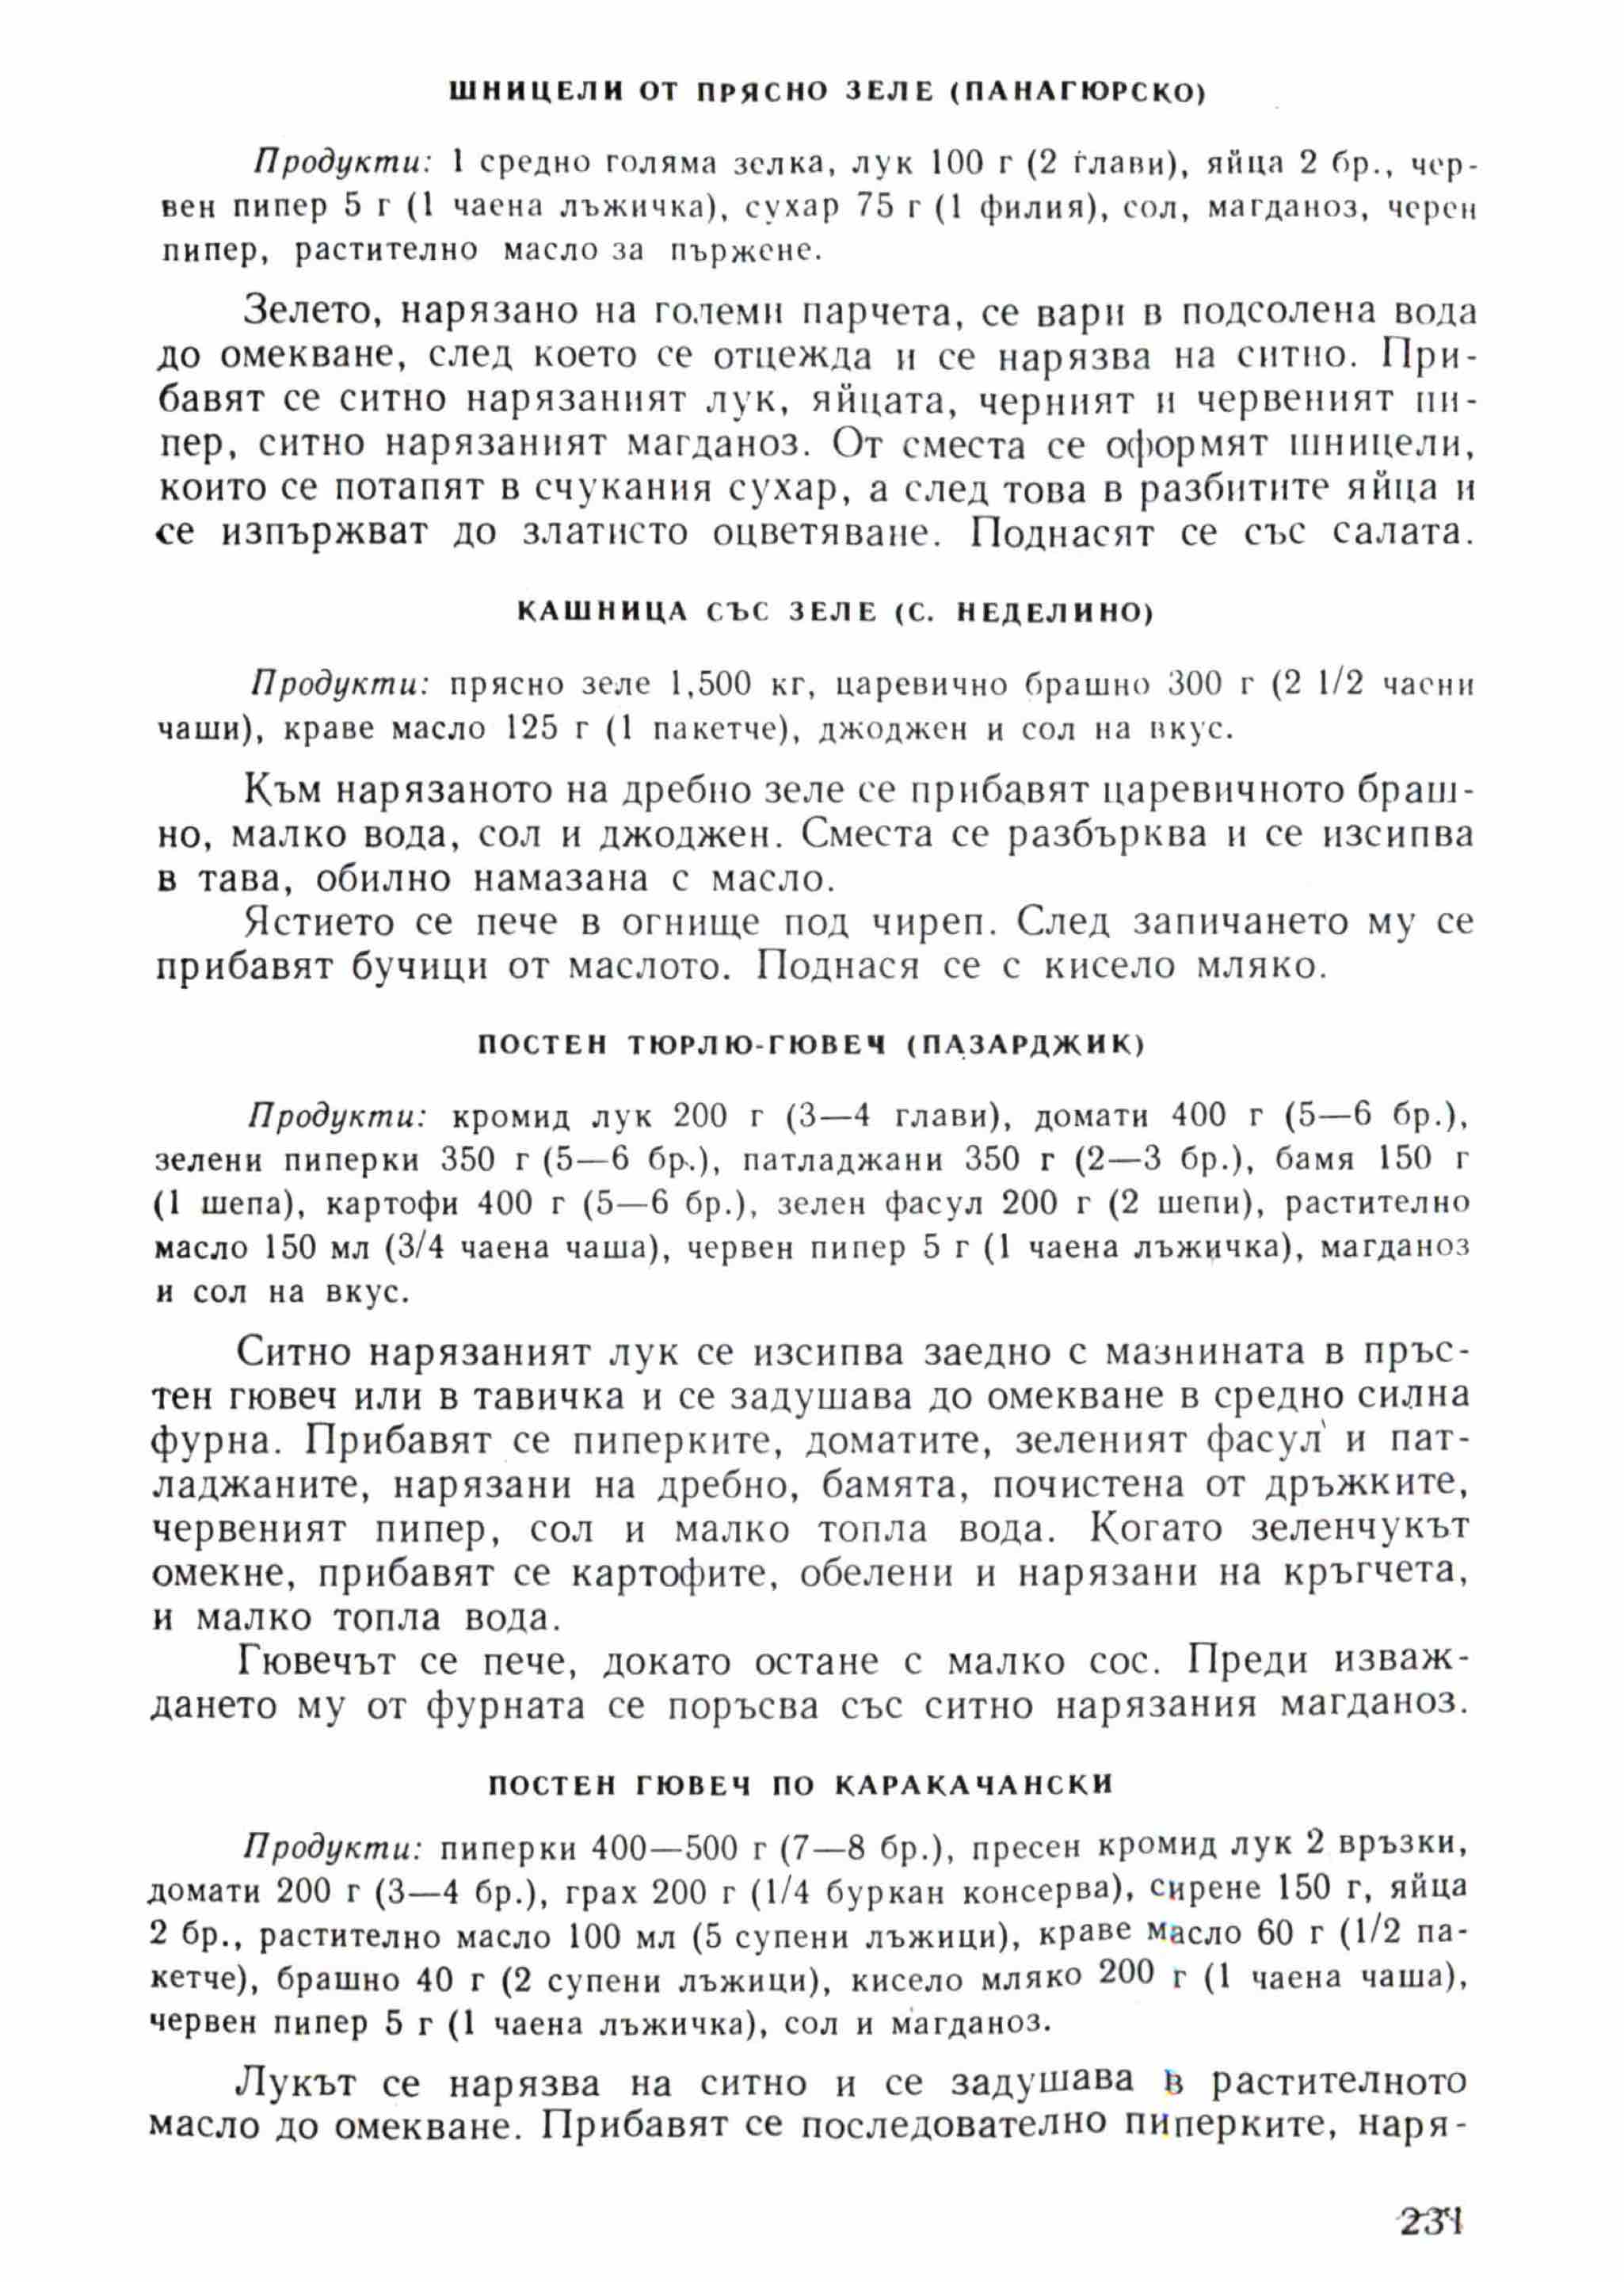 ШНИЦЕЛИ ОТ ПРЯСНО ЗЕЛЕ (ПАНАГЮРСКО)
Продукти: 1 средно голяма зелка, лук 100 г (2 глави), яйца 2 бр., чер-
вен пипер 5 г (1 чаена лъжичка), сухар 75 г (1 филия), сол, магданоз, черен
пипер, растително масло за пържене.
Зелето, нарязано на големи парчета, се вари в подсолена вода
до омекване, след което се отцежда и се нарязва на ситно. При-
бавят се ситно нарязаният лук, яйцата, черният и червеният пи-
пер, ситно нарязаният магданоз. От сместа се оформят шницели,
които се потапят в счукания сухар, а след това в разбитите яйца и
се изпържват до златисто оцветяване. Поднасят се със салата.
КАШНИЦА СЪС ЗЕЛЕ (С. НЕДЕЛИНО)
Продукти: прясно зеле 1,500 кг, царевично брашно 300 г (2 1/2 чаени
чаши), краве масло 125 г (1 пакетче), джоджен и сол на вкус.
Към нарязаното на дребно зеле се прибавят царевичното браш-
но, малко вода, сол и джоджен. Сместа се разбърква и се изсипва
в тава, обилно намазана с масло.
Ястието се пече в огнище под чиреп. След запичането му се
прибавят бучици от маслото. Поднася се с кисело мляко.
ПОСТЕН ТЮРЛЮ-ГЮВЕЧ (ПАЗАРДЖИК)
Продукти: кромид лук 200 г (3—4 глави), домати 400 г (5—6 бр.),
зелени пиперки 350 г (5—6 бр.), патладжани 350 г (2—3 бр.), бамя 150 г
(1 шепа), картофи 400 г (5—6 бр.), зелен фасул 200 г (2 шепи), растително
масло 150 мл (3/4 чаена чаша), червен пипер 5 г (1 чаена лъжичка), магданоз
и сол на вкус.
Ситно нарязаният лук се изсипва заедно с мазнината в пръс-
тен гювеч или в тавичка и се задушава до омекване в средно силна
фурна. Прибавят се пиперките, доматите, зеленият фасул и пат-
ладжаните, нарязани на дребно, бамята, почистена от дръжките,
червеният пипер, сол и малко топла вода. Когато зеленчукът
омекне, прибавят се картофите, обелени и нарязани на кръгчета,
и малко топла вода.
Гювечът се пече, докато остане с малко сос. Преди изваж-
дането му от фурната се поръсва със ситно нарязания магданоз.
ПОСТЕН ГЮВЕЧ ПО КАРАКАЧАНСКИ
Продукти: пиперки 400—500 г (7—8 бр.), пресен кромид лук 2 връзки,
домати 200 г (3—4 бр.), грах 200 г (1/4 буркан консерва), сирене 150 г, яйца
2 бр., растително масло 100 мл (5 супени лъжици), краве масло 60 г (1/2 па-
кетче), брашно 40 г (2 супени лъжици), кисело мляко 200 г (1 чаена чаша),
червен пипер 5 г (1 чаена лъжичка), сол и магданоз.
Лукът се нарязва на ситно и се задушава в растителното
масло до омекване. Прибавят се последователно пиперките, наря-
231